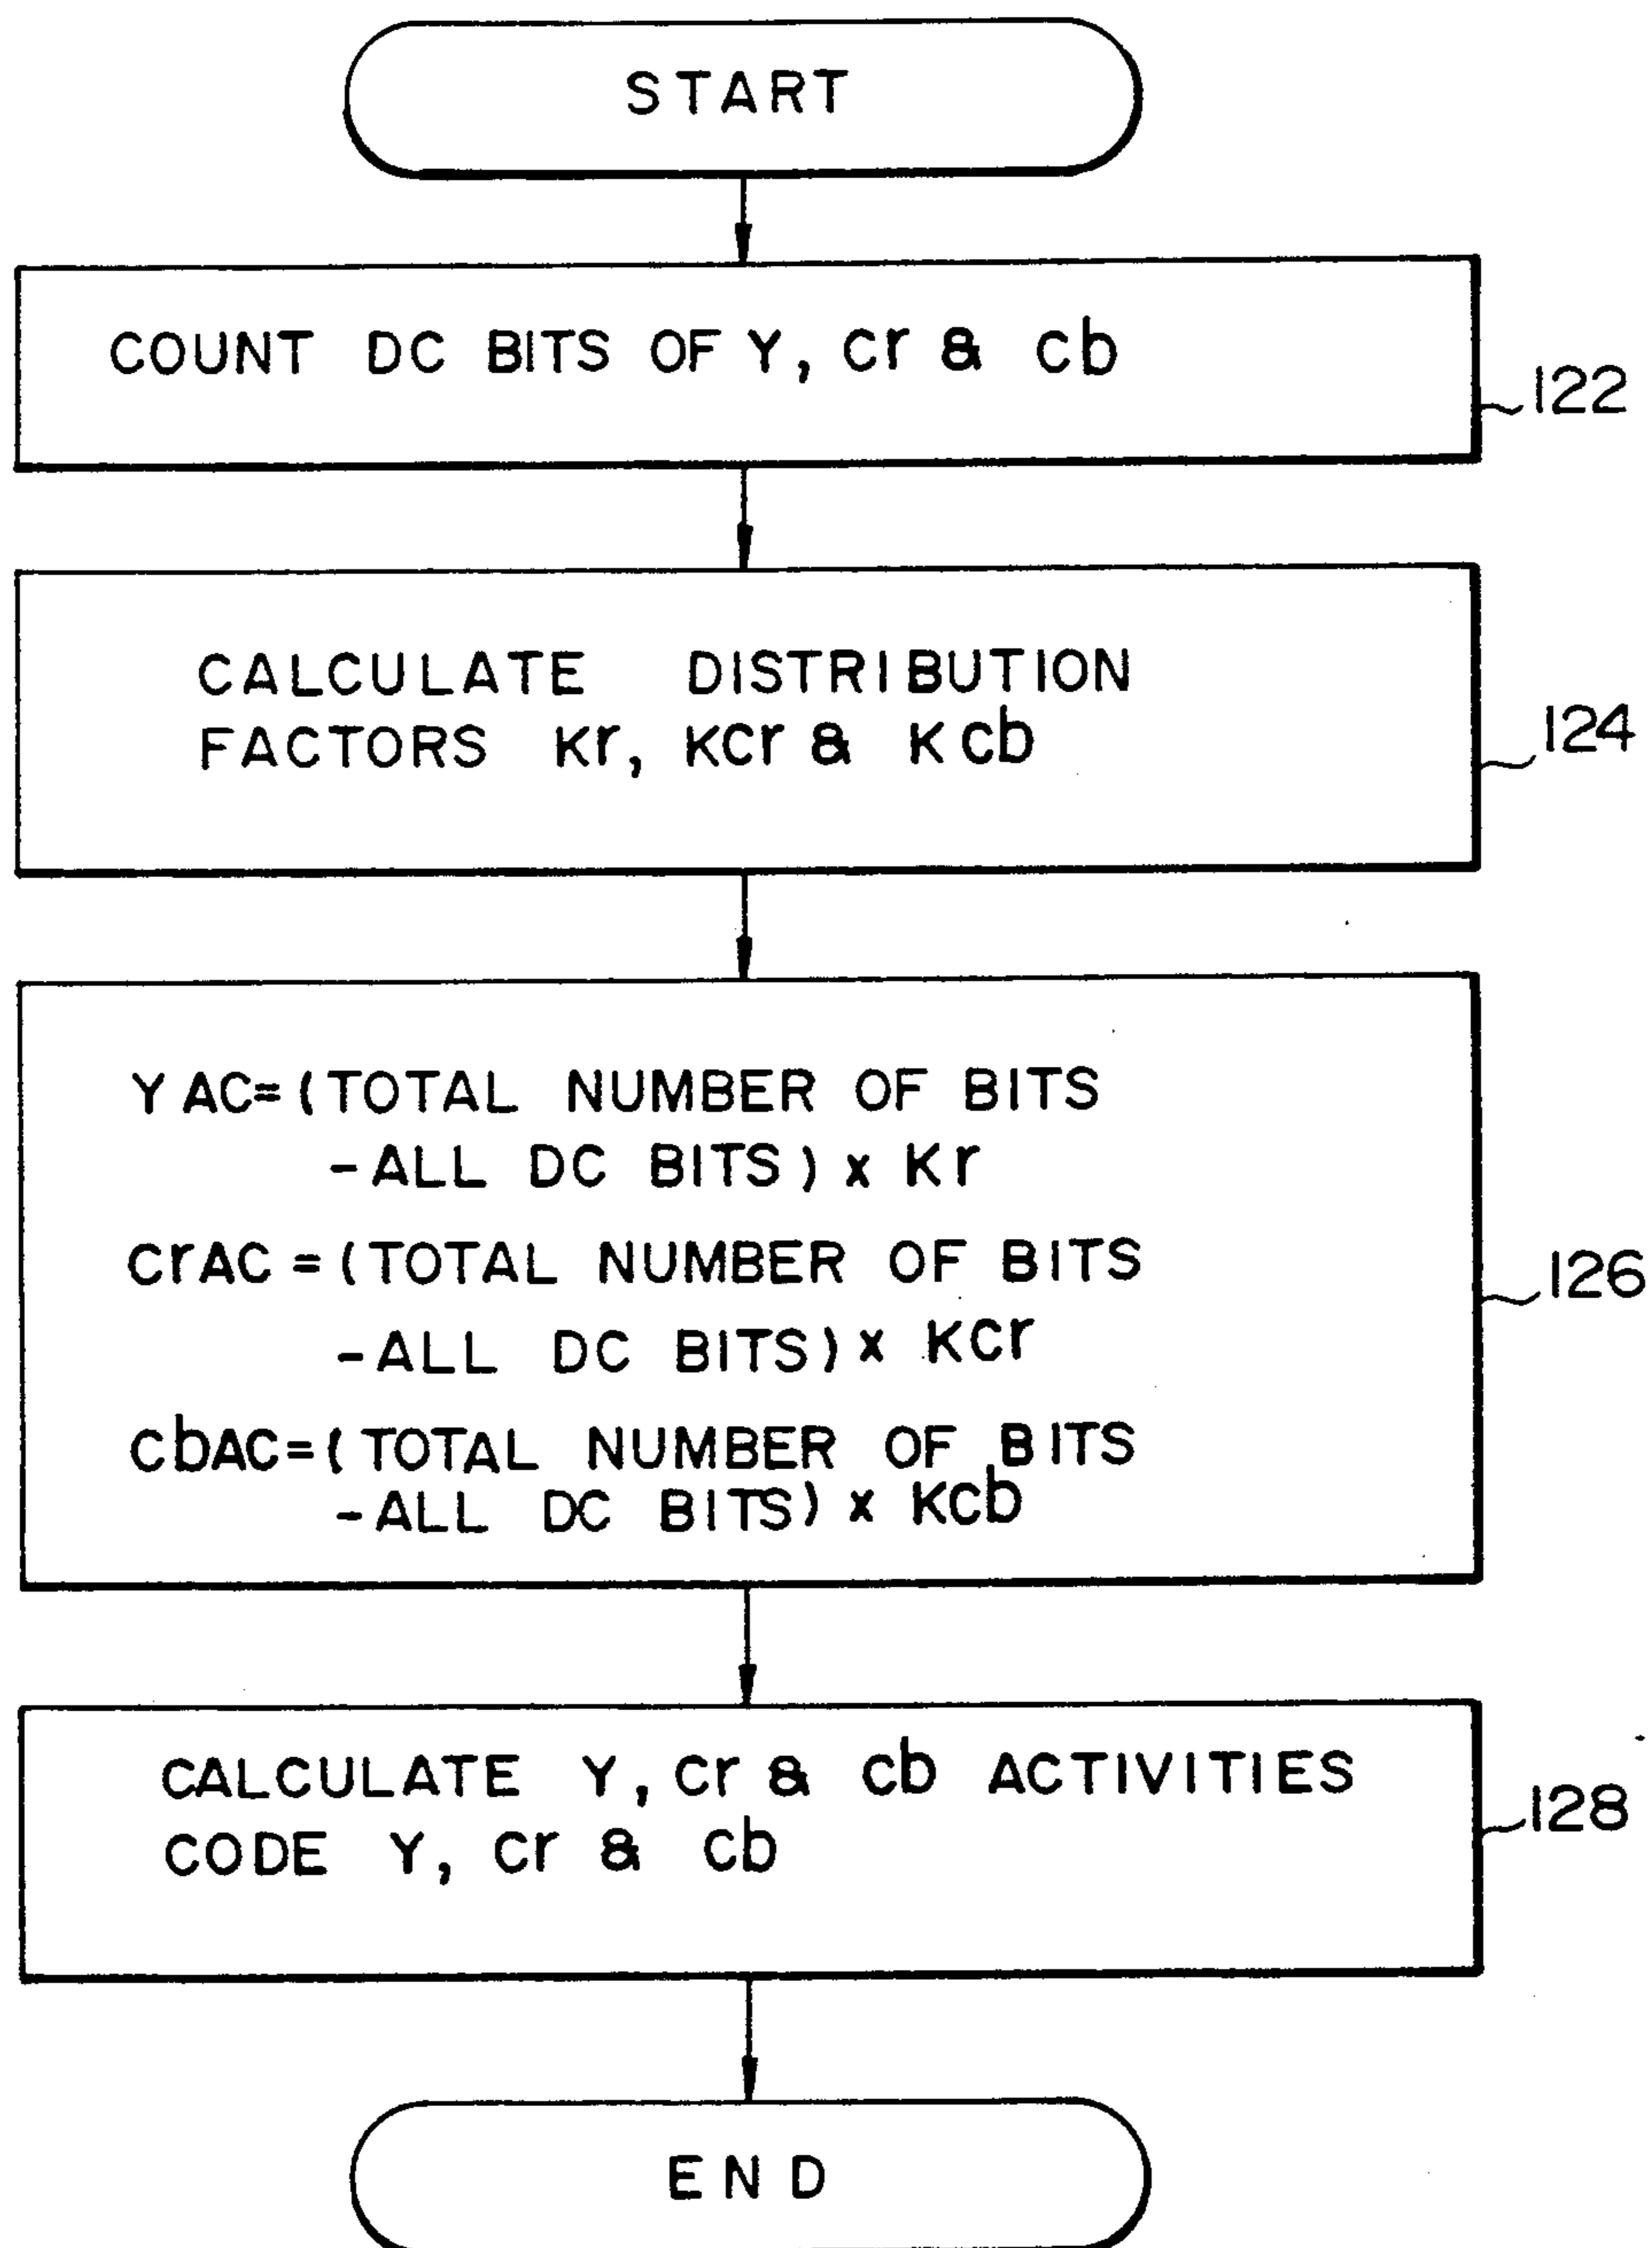 START
COUNT DC BITS OF Y, cr & cb
122
CALCULATE DISTRIBUTION
FACTORS Kr, Kcr & Kcb
124
YAC=(TOTAL NUMBER OF BITS
-ALL DC BITS) x Kr
crAC=(TOTAL NUMBER OF BITS
-ALL DC BITS) x Kcr
cbAC=(TOTAL NUMBER OF BITS
-ALL DC BITS) x Kcb
126
CALCULATE Y, cr & cb ACTIVITIES
CODE Y, cr & cb
128
END